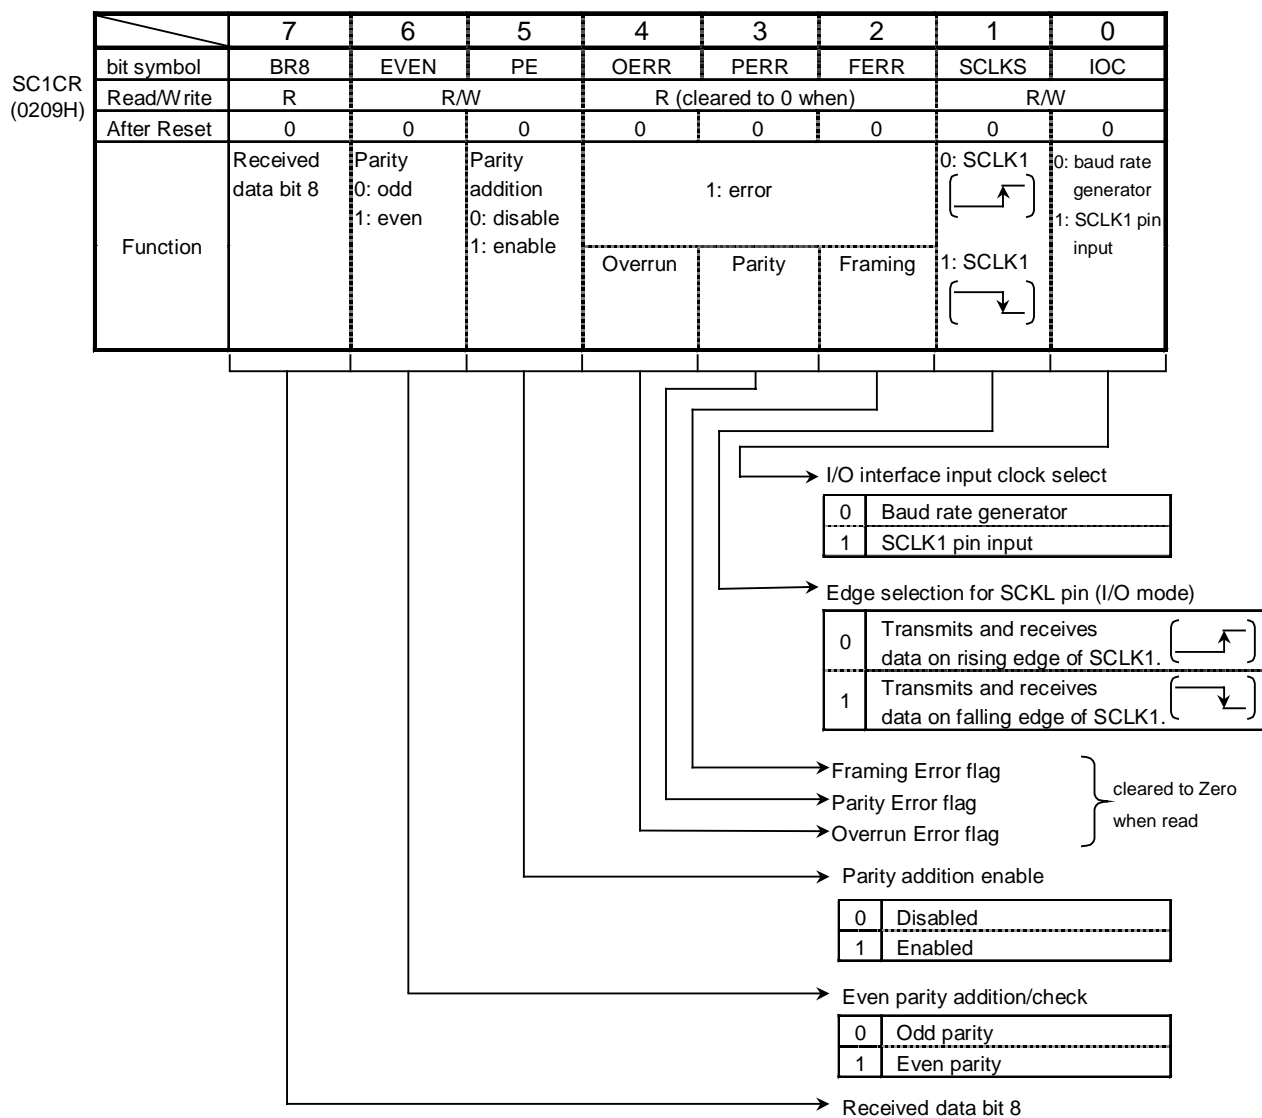 7 6 5 4 3 2 1 0
SC1CR
(0209H)
bit symbol BR8 EVEN PE OERR PERR FERR SCLKS IOC
Read/Write R R/W R (cleared to 0 when) R/W
After Reset 0 0 0 0 0 0 0 0
Function
Received
data bit 8
Parity
0: odd
1: even
Parity
addition
0: disable
1: enable
1: error
Overrun Parity Framing
0: SCLK1
1: SCLK1
0: baud rate
generator
1: SCLK1 pin
input
I/O interface input clock select
0 Baud rate generator
1 SCLK1 pin input
Edge selection for SCKL pin (I/O mode)
0 Transmits and receives
data on rising edge of SCLK1.
1 Transmits and receives
data on falling edge of SCLK1.
Framing Error flag
Parity Error flag
Overrun Error flag
cleared to Zero
when read
Parity addition enable
0 Disabled
1 Enabled
Even parity addition/check
0 Odd parity
1 Even parity
Received data bit 8